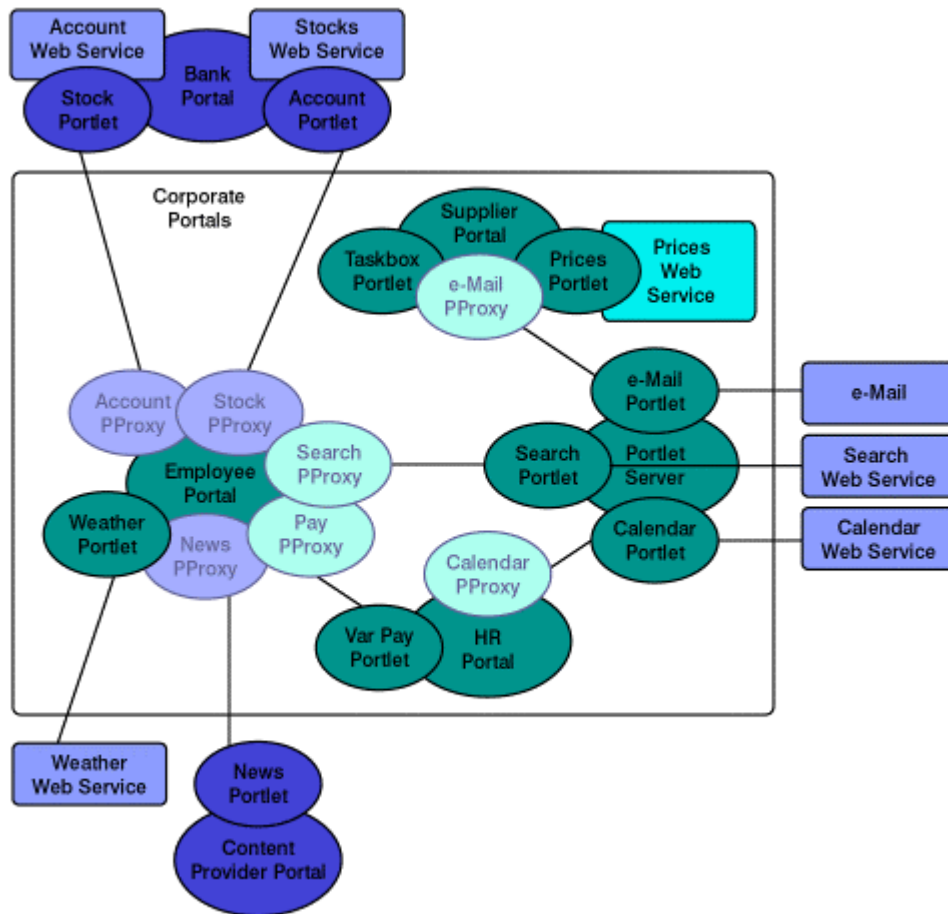 Account
Web Service
Stocks
Web Service
Bank
Portal
Stock
Portlet
Account
Portlet
Corporate
Portals
Supplier
Portal
Taskbox
Portlet
Prices
Portlet
Prices
Web
Service
e-Mail
PProxy
e-Mail
Portlet
e-Mail
Account
PProxy
Stock
PProxy
Search
PProxy
Search
Portlet
Portlet
Server
Search
Web Service
Employee
Portal
Weather
Portlet
News
PProxy
Pay
PProxy
Calendar
Portlet
Calendar
Web Service
Calendar
PProxy
Var Pay
Portlet
HR
Portal
Weather
Web Service
News
Portlet
Content
Provider Portal